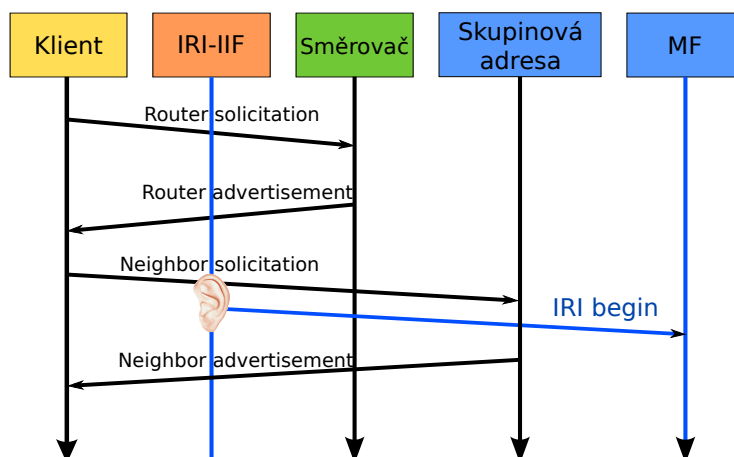 Klient
IRI-IIF
Směrovač
Skupinová
adresa
MF
Router solicitation
Router advertisement
Neighbor solicitation
IRI begin
Neighbor advertisement